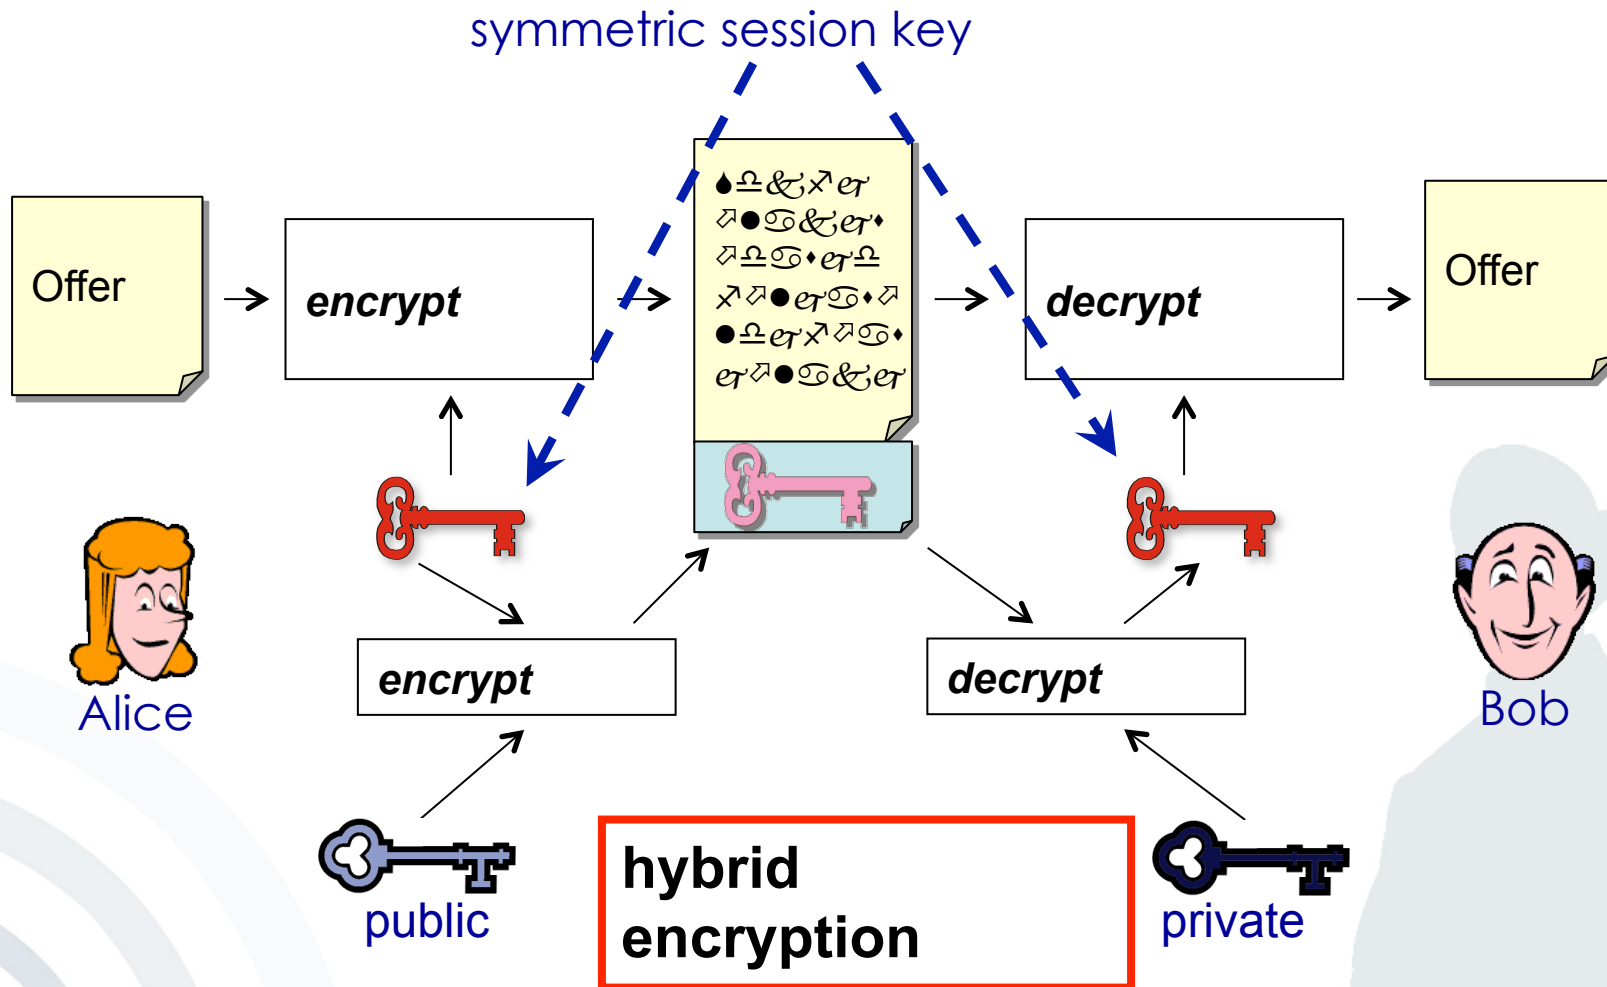 symmetric session key
Offer
encrypt
decrypt
Offer
encrypt
decrypt
Alice
Bob
public
private
hybrid
encryption